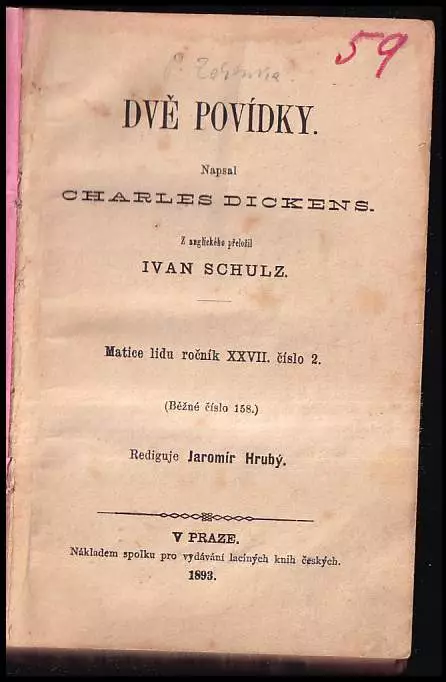 59
DVĚ POVÍDKY.
Napsal
CHARLES DICKENS.
Z anglického přeložil
IVAN SCHULZ.
Matice lidu ročník XXVII. číslo 2.
(Běžné číslo 158.)
Rediguje Jaromír Hrubý.
V PRAZE.
Nákladem spolku pro vydávání laciných knih českých.
1893.